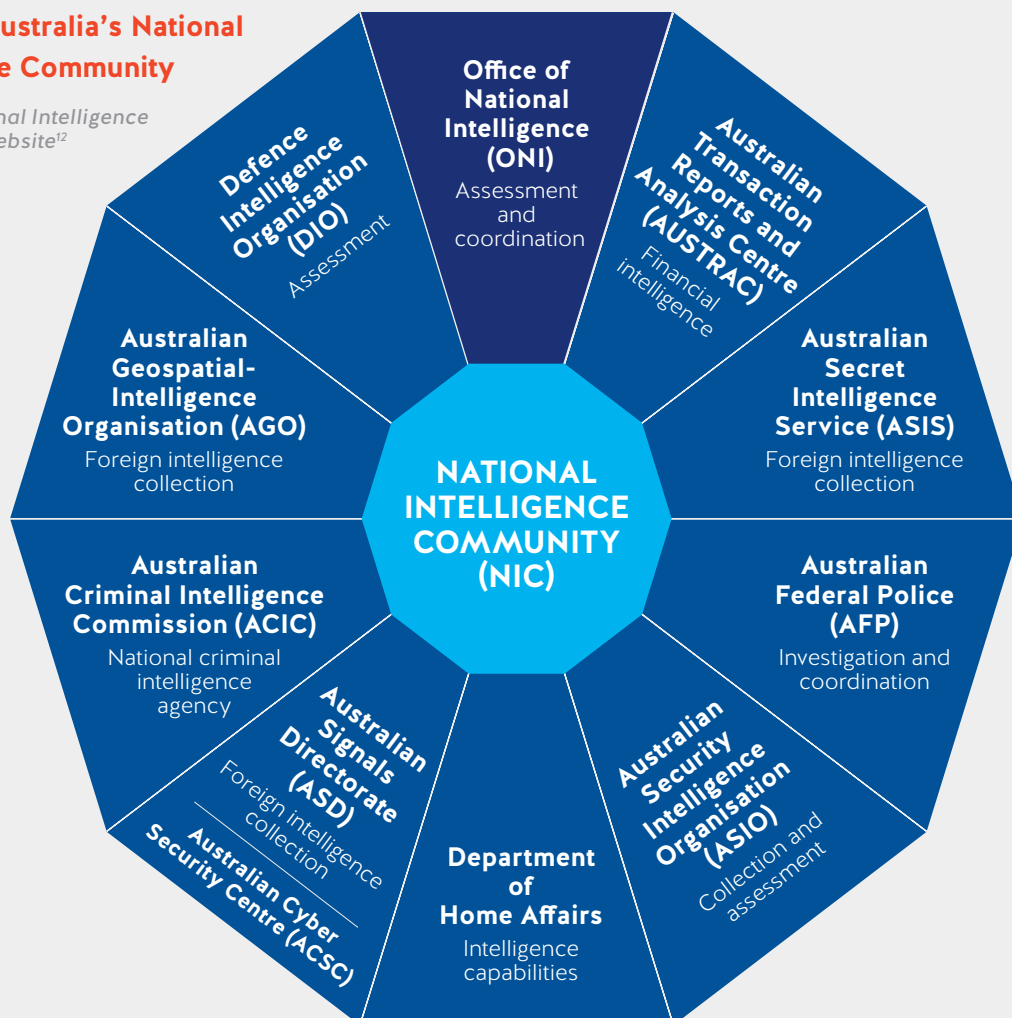 ustralia's National
e Community
nal Intelligence
ebsite¹²
Office of
National
Intelligence
(ONI)
Assessment
and
coordination
Australian
Transaction
Reports and
Analysis Centre
(AUSTRAC)
Financial
intelligence
Australian
Secret
Intelligence
Service (ASIS)
Foreign intelligence
collection
Australian
Federal Police
(AFP)
Investigation and
coordination
Australian
Security
Intelligence
Organisation
(ASIO)
Collection and
assessment
Department
of
Home Affairs
Intelligence
capabilities
Australian
Signals
Directorate
(ASD)
Foreign intelligence
collection
Australian Cyber
Security Centre (ACSC)
Australian
Criminal Intelligence
Commission (ACIC)
National criminal
intelligence
agency
Australian
Geospatial-
Intelligence
Organisation (AGO)
Foreign intelligence
collection
Defence
Intelligence
Organisation
(DIO)
Assessment
NATIONAL
INTELLIGENCE
COMMUNITY
(NIC)